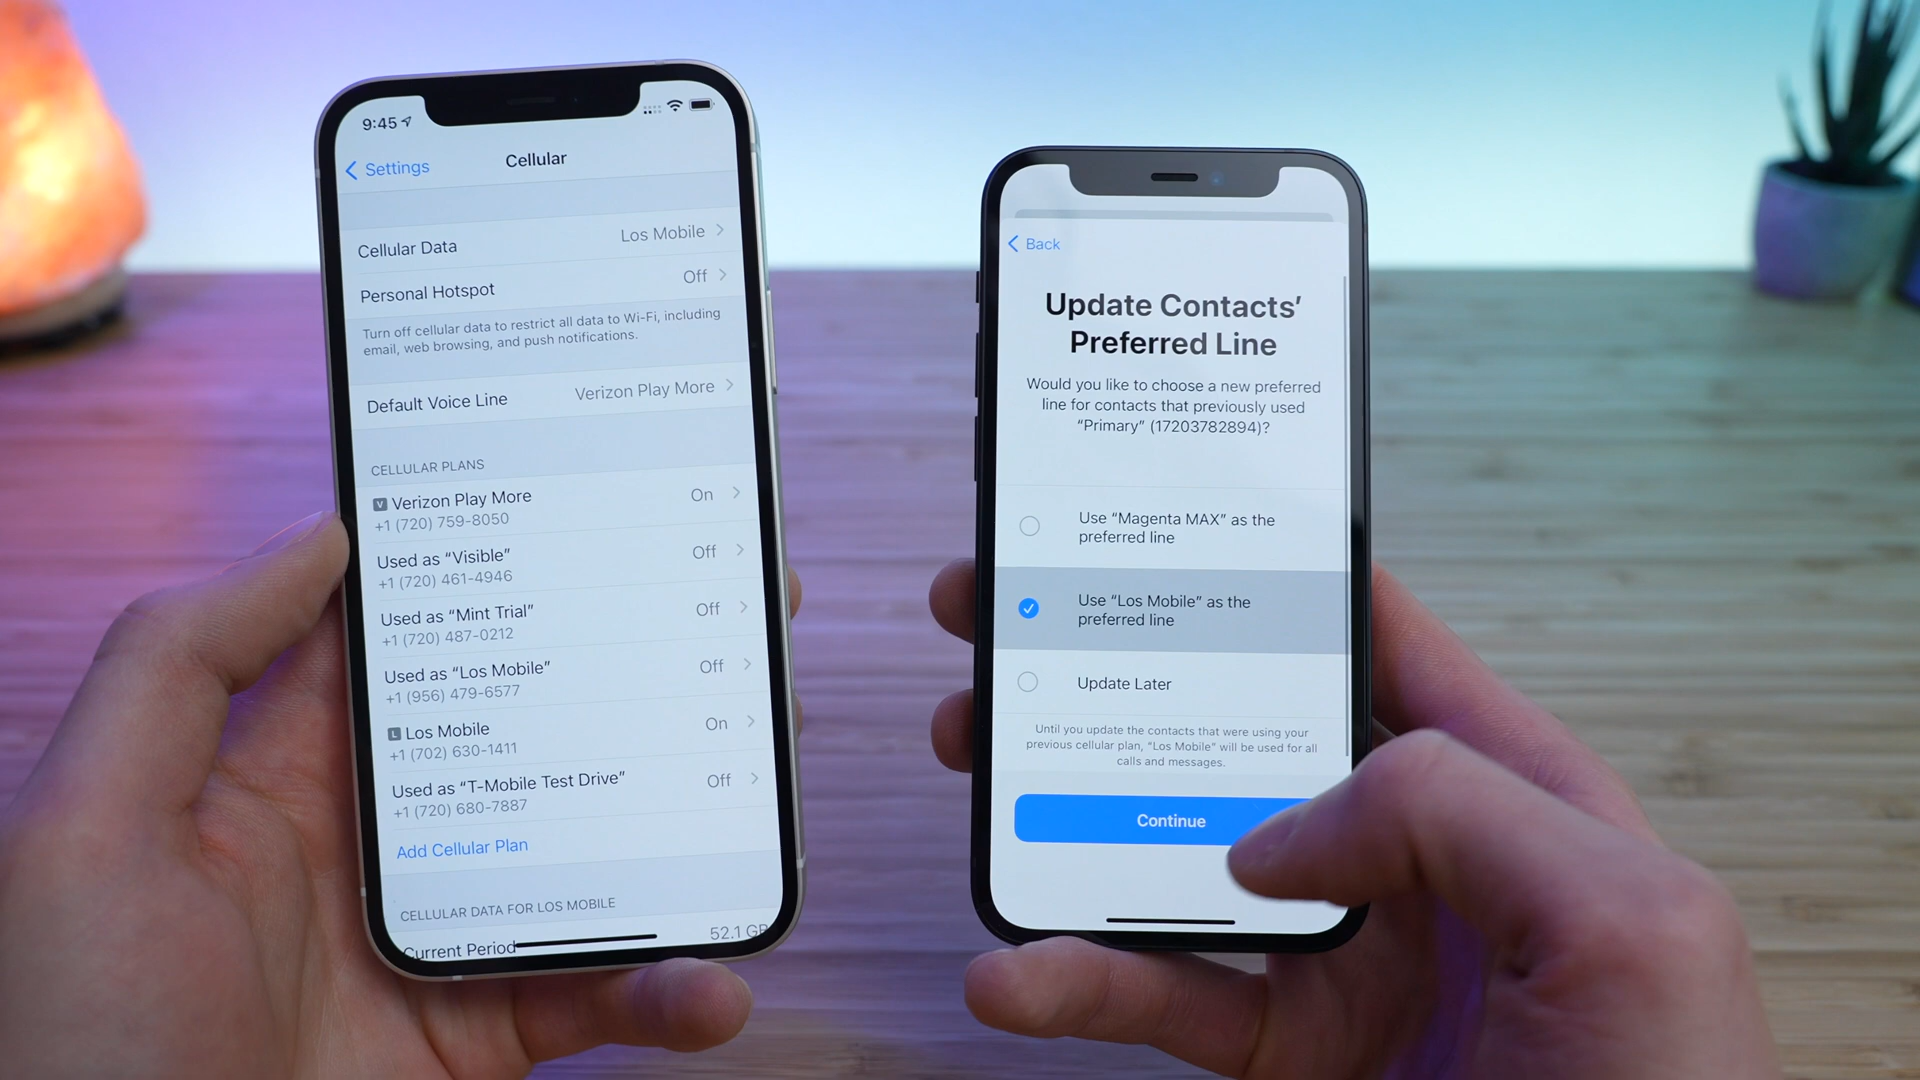 9:45
Settings
Cellular
Cellular Data
Los Mobile
Personal Hotspot
Off
Turn off cellular data to restrict all data to Wi-Fi, including
email, web browsing, and push notifications.
Default Voice Line
Verizon Play More
CELLULAR PLANS
V Verizon Play More
On
+1 (720) 759-8050
Used as “Visible”
Off
+1 (720) 461-4946
Used as “Mint Trial”
Off
+1 (720) 487-0212
Used as “Los Mobile”
Off
+1 (956) 479-6577
L Los Mobile
On
+1 (702) 630-1411
Used as “T-Mobile Test Drive”
Off
+1 (720) 680-7887
Add Cellular Plan
CELLULAR DATA FOR LOS MOBILE
Current Period
52.1 GB
Back
Update Contacts’
Preferred Line
Would you like to choose a new preferred
line for contacts that previously used
“Primary” (17203782894)?
Use “Magenta MAX” as the
preferred line
Use “Los Mobile” as the
preferred line
Update Later
Until you update the contacts that were using your
previous cellular plan, “Los Mobile” will be used for all
calls and messages.
Continue